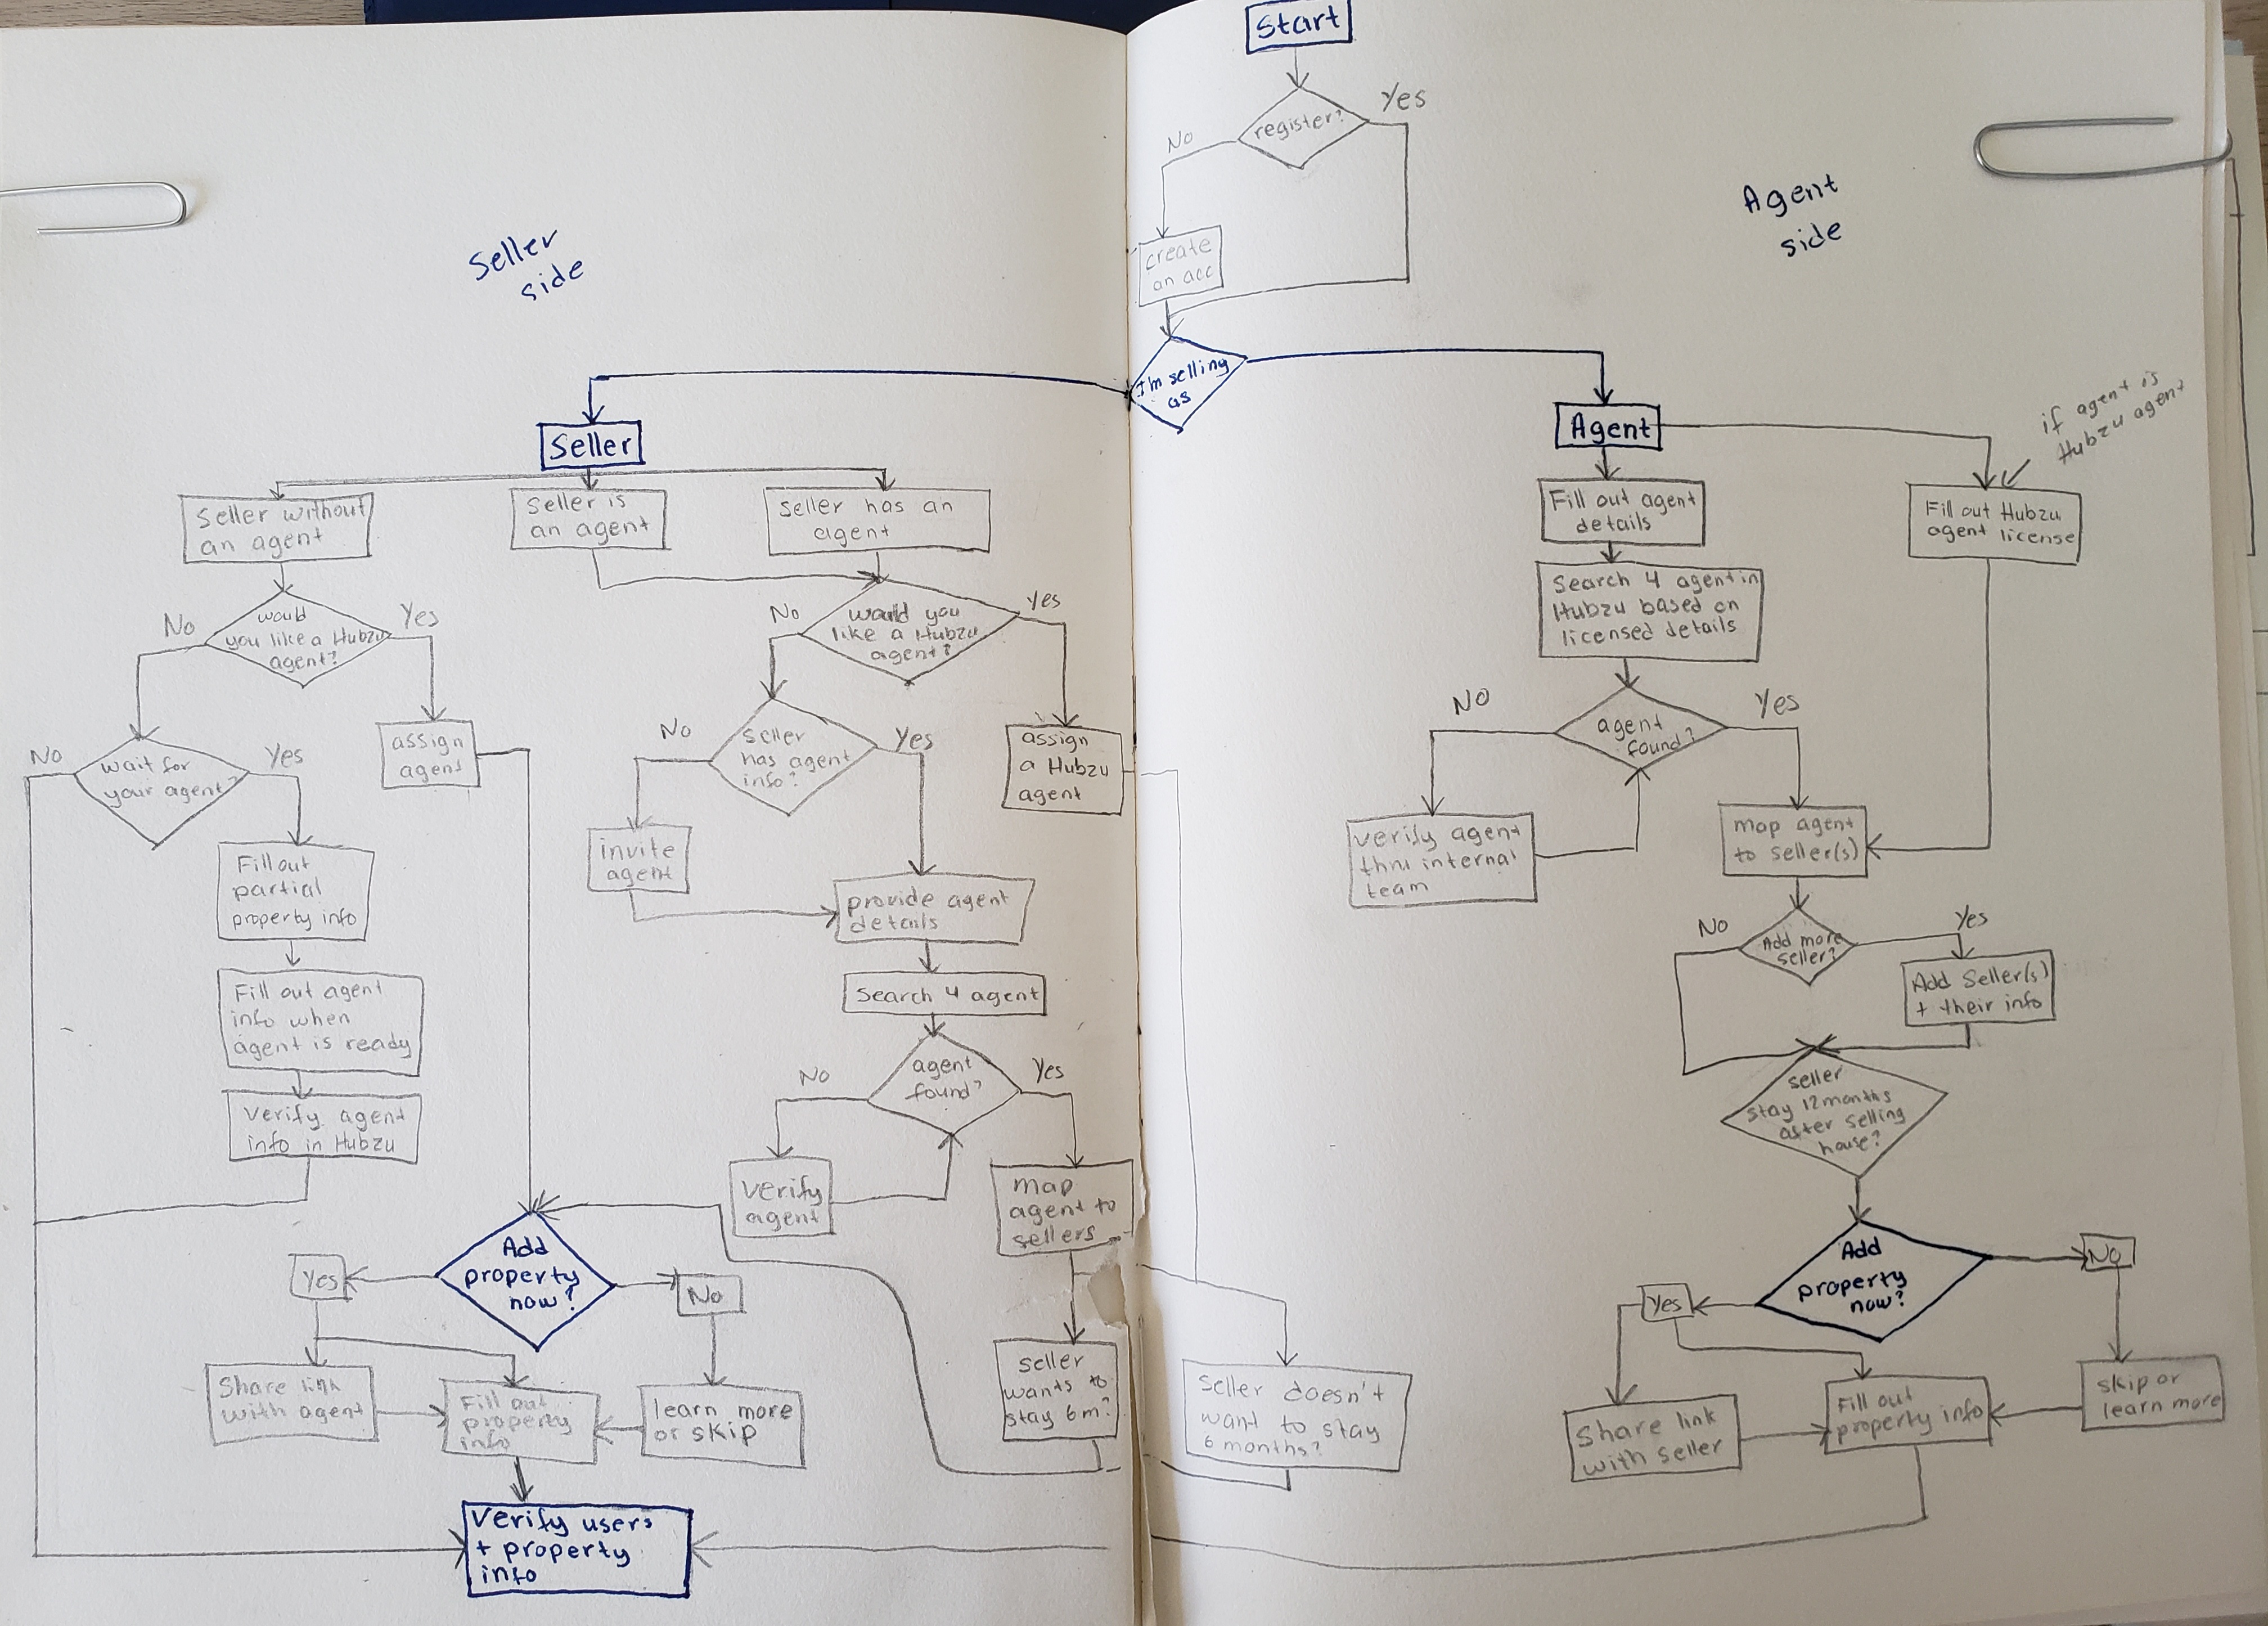 Start
register?
Yes
No
create
an acc
I'm selling
as
Seller
side
Seller
Seller without
an agent
Seller is
an agent
Seller has an
agent
would
you like a Hubzu
agent?
No
Yes
wait for
your agent?
No
Yes
assign
agent
Fill out
partial
property info
Fill out agent
info when
agent is ready
Verify agent
info in Hubzu
would you
like a Hubzu
agent?
No
Yes
seller
has agent
info?
No
Yes
assign
a Hubzu
agent
invite
agent
provide agent
details
Search 4 agent
agent
found?
No
Yes
Verify
agent
map
agent to
sellers
seller
wants to
stay 6m?
Seller doesn't
want to stay
6 months?
Add
property
now?
Yes
No
Share link
with agent
Fill out
property
info
learn more
or skip
Verify users
+ property
info
Agent
side
Agent
if agent is
Hubzu agent
Fill out agent
details
Fill out Hubzu
agent license
Search 4 agent in
Hubzu based on
licensed details
agent
found?
No
Yes
verify agent
thru internal
team
map agent
to seller(s)
Add more
seller?
No
Yes
Add Seller(s)
+ their info
seller
stay 12 months
after selling
house?
Add
property
now?
Yes
No
Share link
with seller
Fill out
property info
skip or
learn more